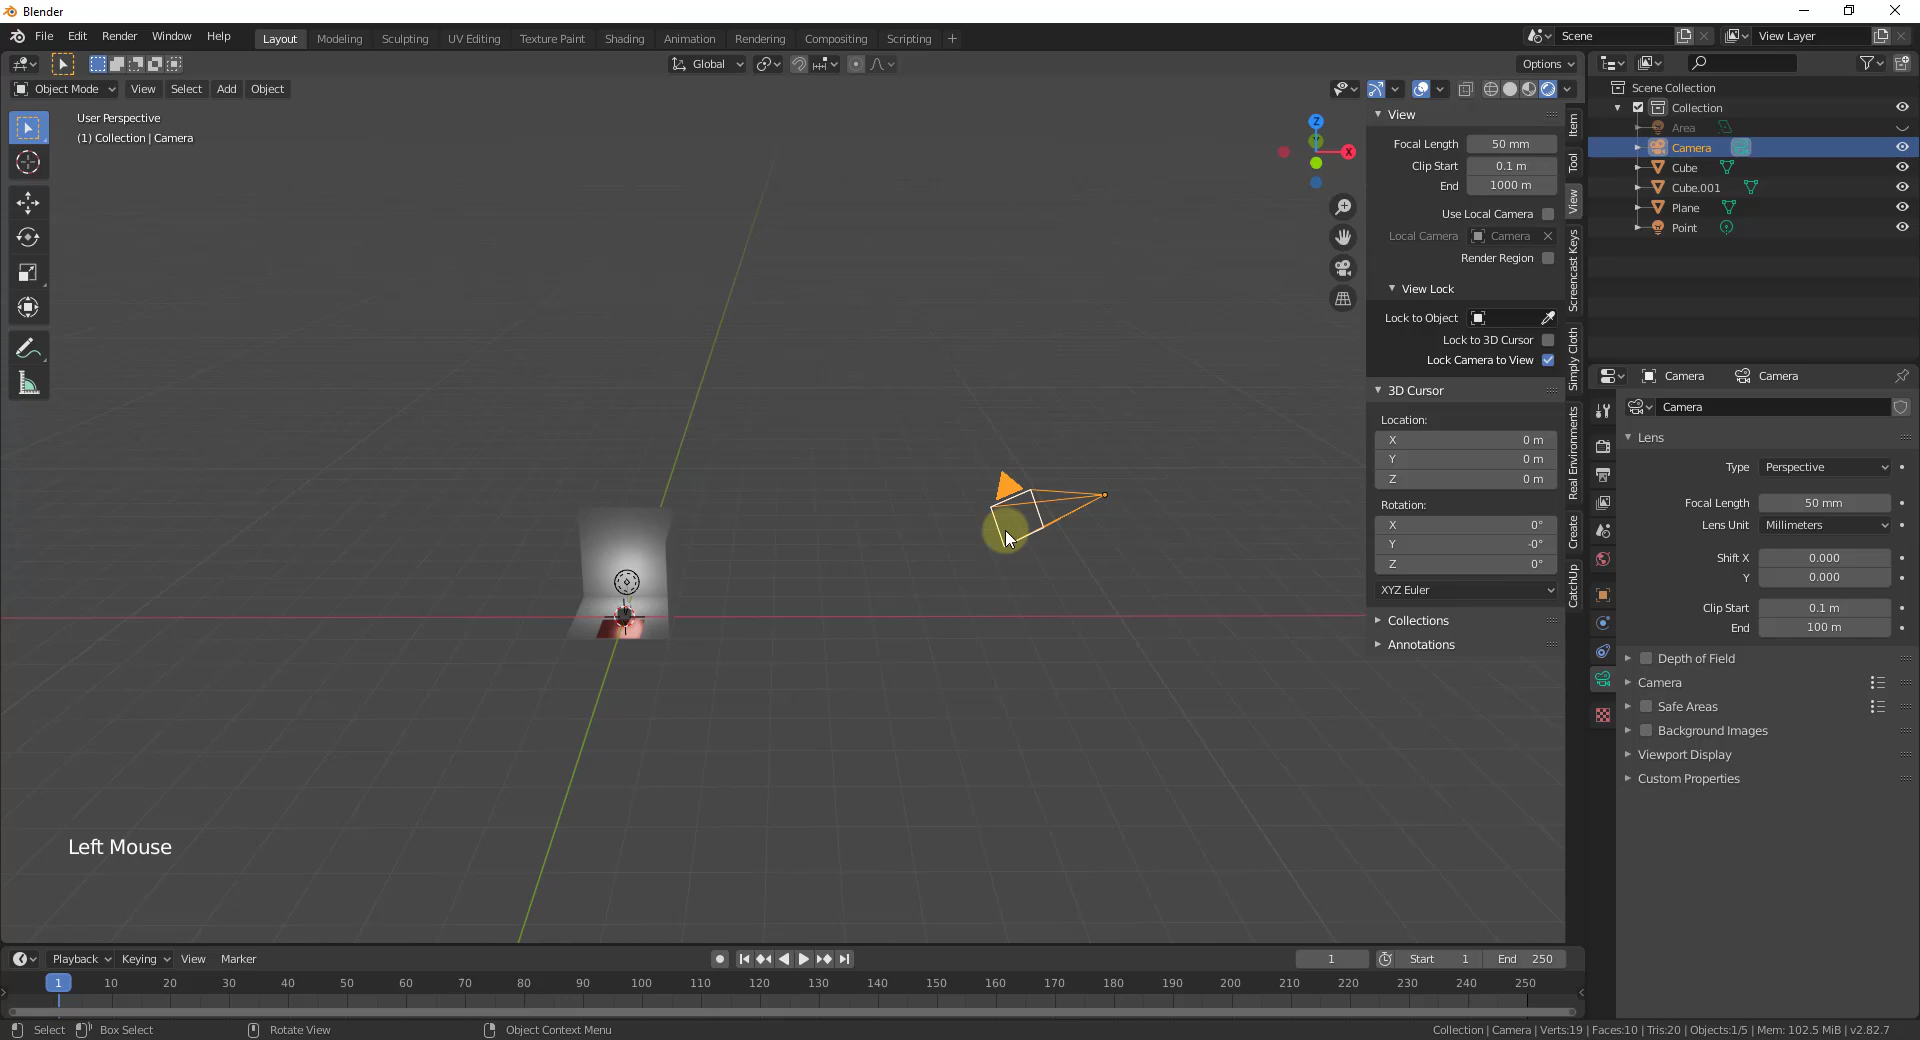 Blender
File Edit Render Window Help
Layout Modeling Sculpting UV Editing Texture Paint Shading Animation Rendering Compositing Scripting +
Scene
View Layer
Global
Options
Object Mode View Select Add Object
User Perspective
(1) Collection | Camera
Z
Y
X
View
Focal Length 50 mm
Clip Start 0.1 m
End 1000 m
Use Local Camera
Local Camera Camera
Render Region
View Lock
Lock to Object
Lock to 3D Cursor
Lock Camera to View
3D Cursor
Location:
X 0 m
Y 0 m
Z 0 m
Rotation:
X 0°
Y -0°
Z 0°
XYZ Euler
Collections
Annotations
Item
Tool
View
Screencast Keys
Simply Cloth
Real Environments
Create
CatchUp
Scene Collection
Collection
Area
Camera
Cube
Cube.001
Plane
Point
Camera Camera
Camera
Lens
Type Perspective
Focal Length 50 mm
Lens Unit Millimeters
Shift X 0.000
Y 0.000
Clip Start 0.1 m
End 100 m
Depth of Field
Camera
Safe Areas
Background Images
Viewport Display
Custom Properties
Left Mouse
Playback Keying View Marker
1
Start 1
End 250
1 10 20 30 40 50 60 70 80 90 100 110 120 130 140 150 160 170 180 190 200 210 220 230 240 250
Select Box Select Rotate View Object Context Menu
Collection | Camera | Verts:19 | Faces:10 | Tris:20 | Objects:1/5 | Mem: 102.5 MiB | v2.82.7